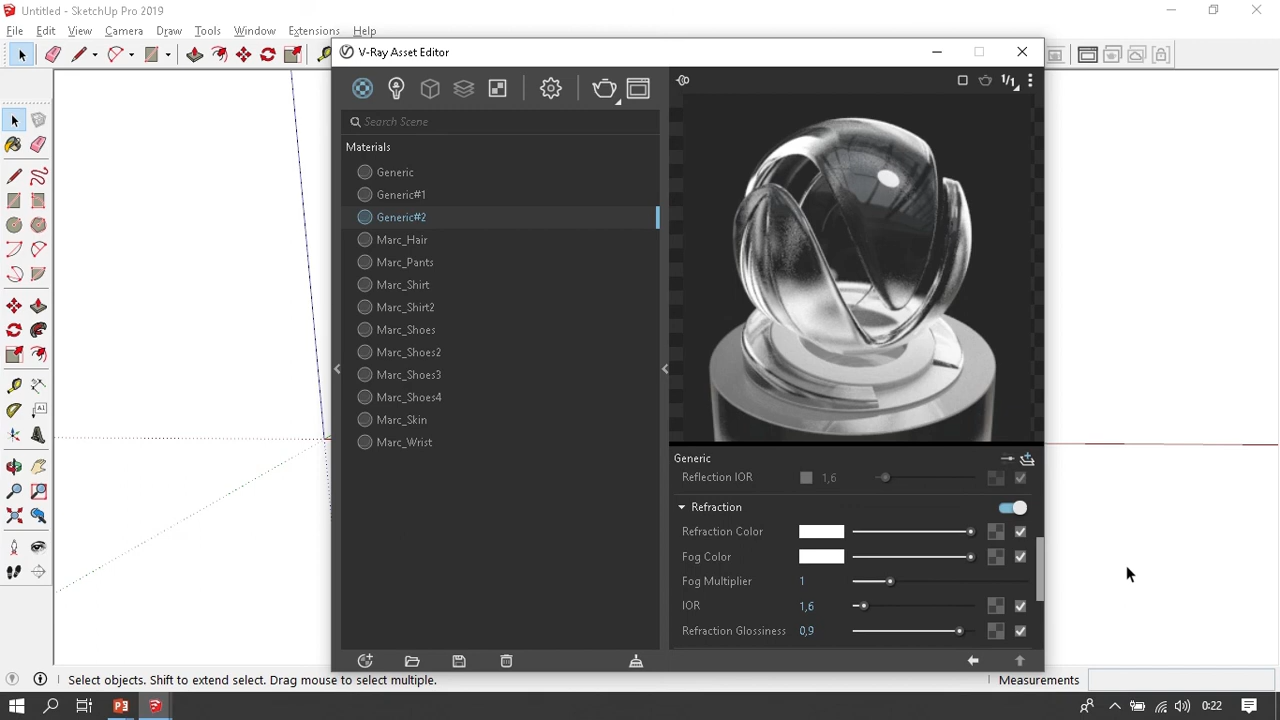 Untitled - SketchUp Pro 2019
File Edit View Camera Draw Tools Window Extensions Help
V-Ray Asset Editor
1/1
Search Scene
Materials
Generic
Generic#1
Generic#2
Marc_Hair
Marc_Pants
Marc_Shirt
Marc_Shirt2
Marc_Shoes
Marc_Shoes2
Marc_Shoes3
Marc_Shoes4
Marc_Skin
Marc_Wrist
Generic
Reflection IOR 1,6
Refraction
Refraction Color
Fog Color
Fog Multiplier 1
IOR 1,6
Refraction Glossiness 0,9
Select objects. Shift to extend select. Drag mouse to select multiple.
Measurements
0:22